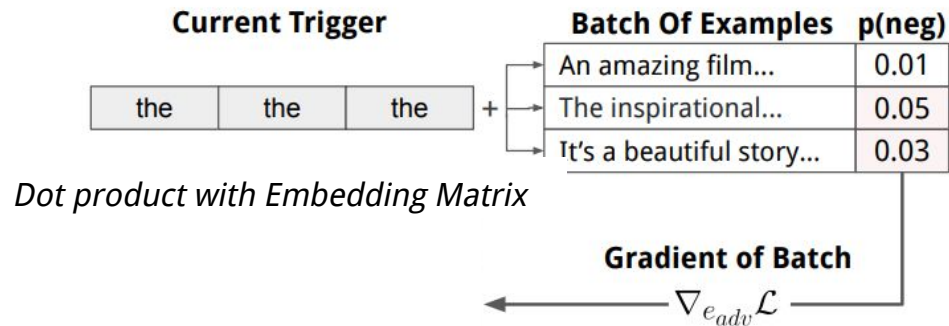 Current Trigger
Batch Of Examples p(neg)
An amazing film... 0.01
the the the + The inspirational... 0.05
It's a beautiful story... 0.03
Dot product with Embedding Matrix
Gradient of Batch
∇e_adv ℒ